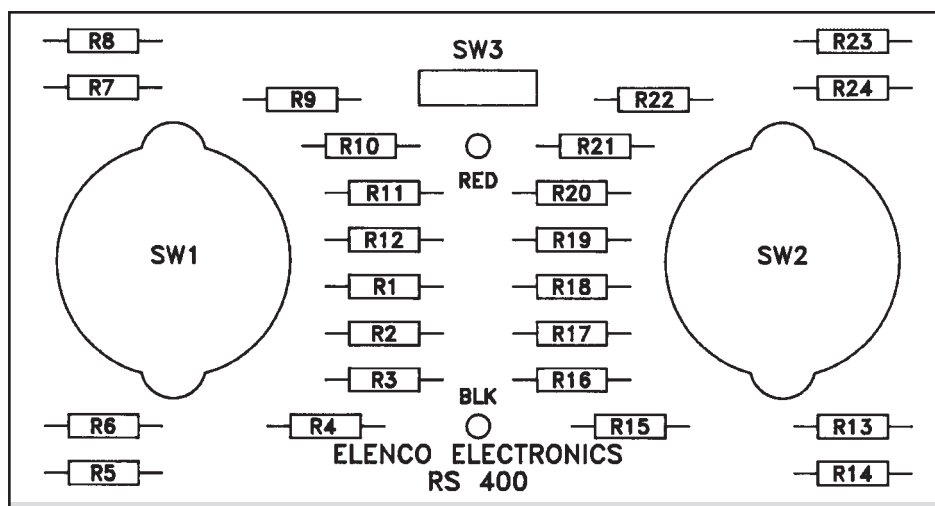 R8
R23
SW3
R7
R24
R9
R22
R10
R21
RED
R11
R20
R12
R19
SW1
SW2
R1
R18
R2
R17
R3
R16
BLK
R6
R4
R15
R13
ELENCO ELECTRONICS
R5
RS 400
R14